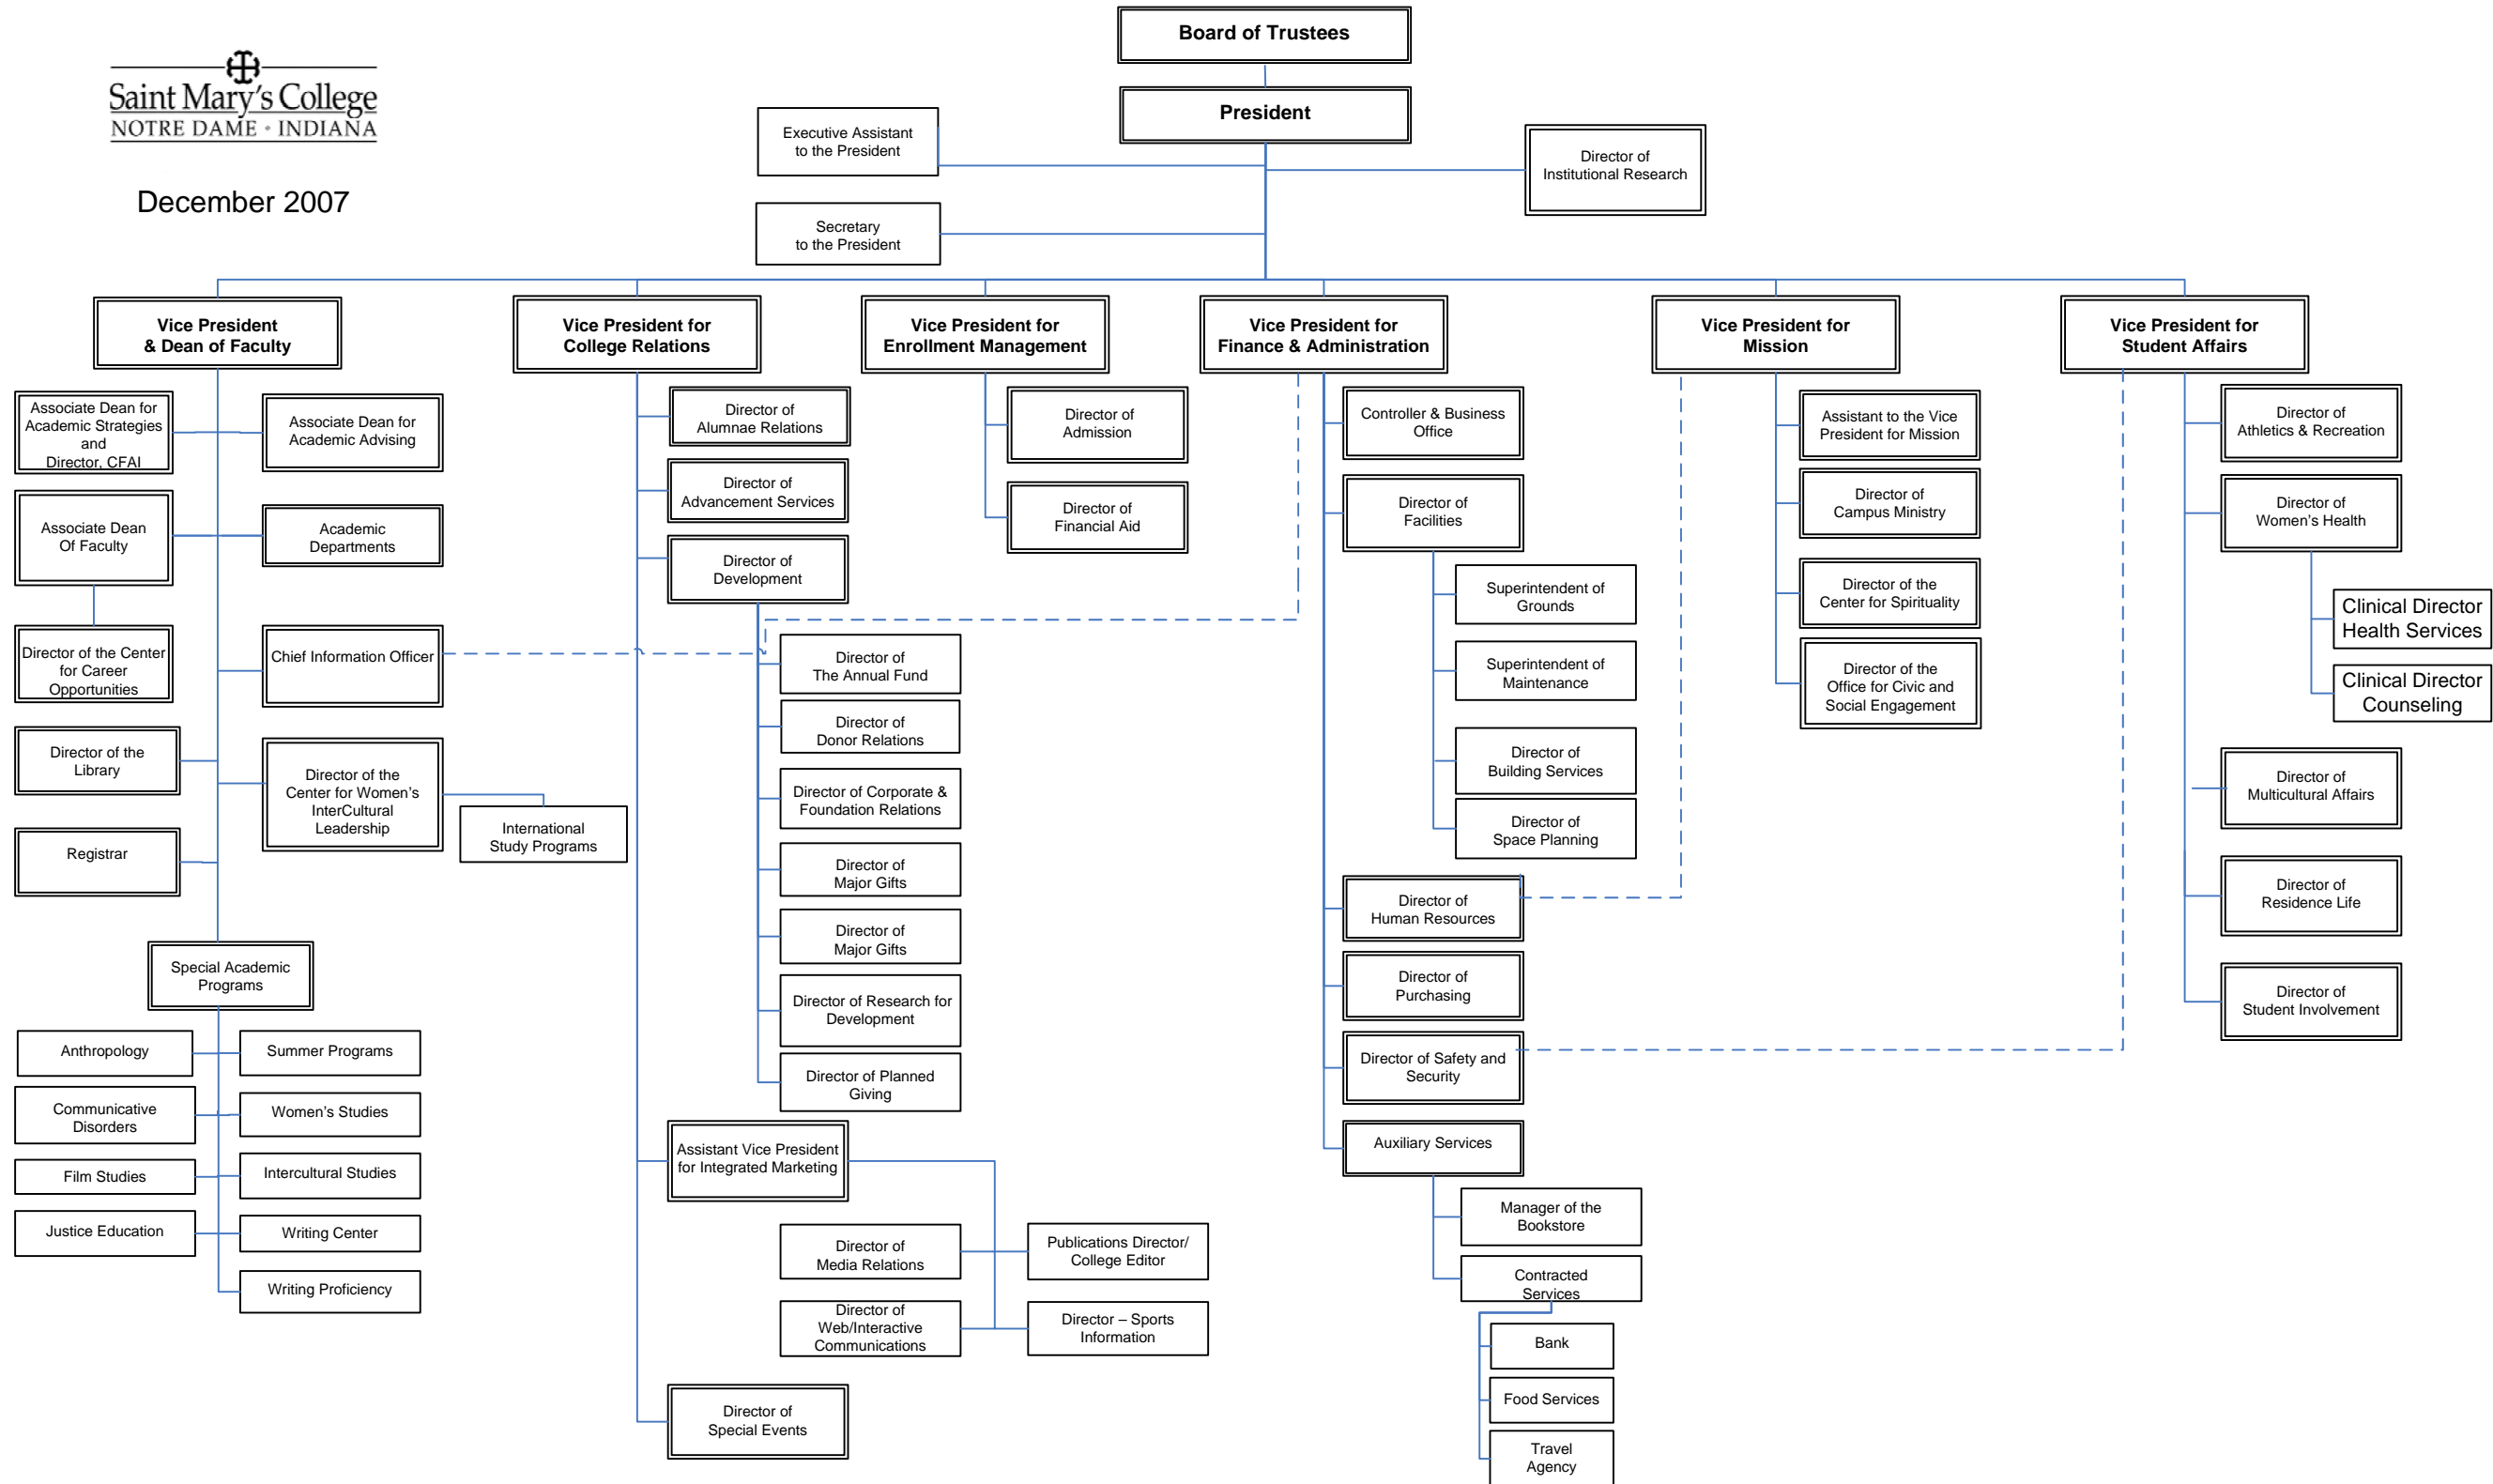 Board of Trustees
President
Saint Mary's College
NOTRE DAME • INDIANA
December 2007
Executive Assistant
to the President
Director of
Institutional Research
Secretary
to the President
Vice President
& Dean of Faculty
Vice President for
College Relations
Vice President for
Enrollment Management
Vice President for
Finance & Administration
Vice President for
Mission
Vice President for
Student Affairs
Associate Dean for
Academic Strategies
and
Director, CFAI
Associate Dean for
Academic Advising
Associate Dean
Of Faculty
Academic
Departments
Director of the Center
for Career
Opportunities
Chief Information Officer
Director of the
Library
Director of the
Center for Women's
InterCultural
Leadership
International
Study Programs
Registrar
Special Academic
Programs
Anthropology
Summer Programs
Communicative
Disorders
Women's Studies
Film Studies
Intercultural Studies
Justice Education
Writing Center
Writing Proficiency
Director of
Alumnae Relations
Director of
Advancement Services
Director of
Development
Director of
The Annual Fund
Director of
Donor Relations
Director of Corporate &
Foundation Relations
Director of
Major Gifts
Director of
Major Gifts
Director of Research for
Development
Director of Planned
Giving
Assistant Vice President
for Integrated Marketing
Director of
Media Relations
Publications Director/
College Editor
Director of
Web/Interactive
Communications
Director – Sports
Information
Director of
Special Events
Director of
Admission
Director of
Financial Aid
Controller & Business
Office
Director of
Facilities
Superintendent of
Grounds
Superintendent of
Maintenance
Director of
Building Services
Director of
Space Planning
Director of
Human Resources
Director of
Purchasing
Director of Safety and
Security
Auxiliary Services
Manager of the
Bookstore
Contracted
Services
Bank
Food Services
Travel
Agency
Assistant to the Vice
President for Mission
Director of
Campus Ministry
Director of the
Center for Spirituality
Director of the
Office for Civic and
Social Engagement
Director of
Athletics & Recreation
Director of
Women's Health
Clinical Director
Health Services
Clinical Director
Counseling
Director of
Multicultural Affairs
Director of
Residence Life
Director of
Student Involvement